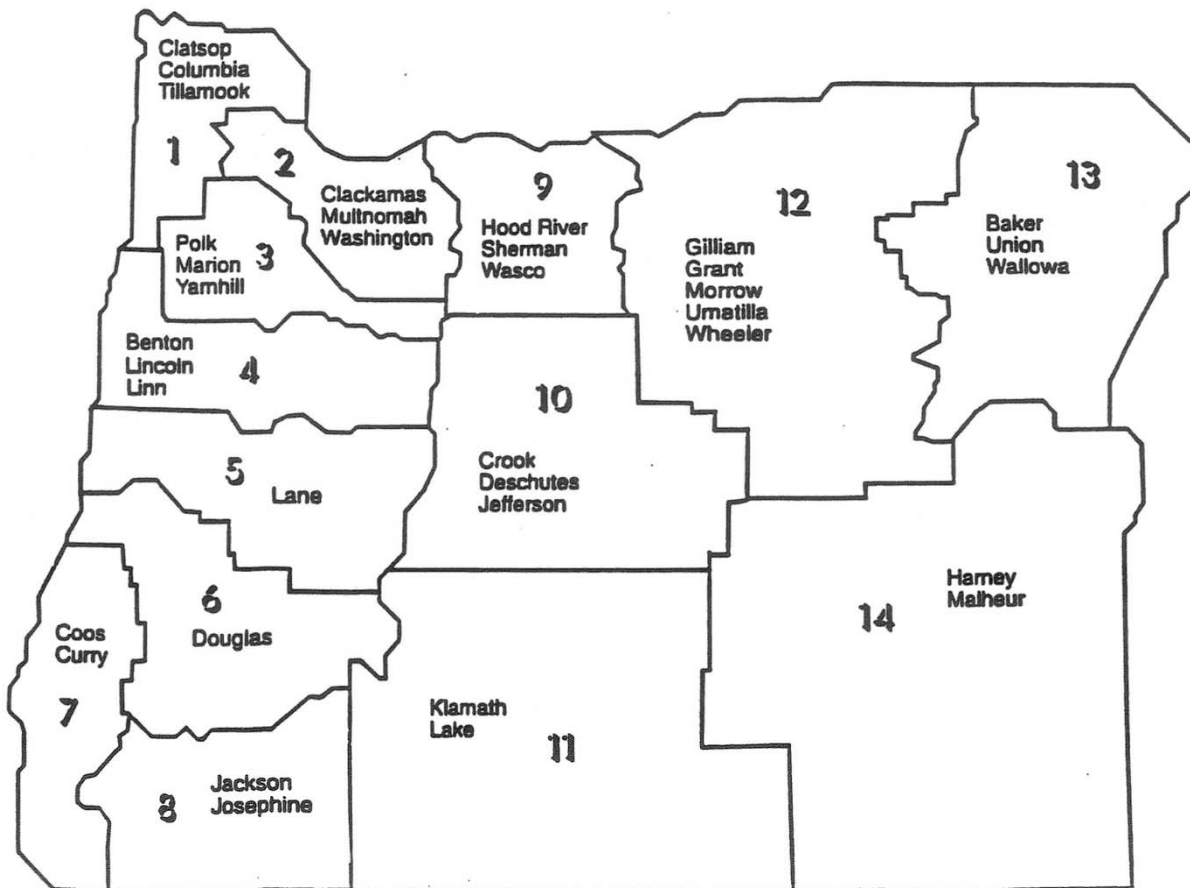 Clatsop
Columbia
Tillamook
1
2
Clackamas
Multnomah
Washington
3
Polk
Marion
Yamhill
Benton
Lincoln
Linn
4
5
Lane
6
Douglas
Coos
Curry
7
8
Jackson
Josephine
9
Hood River
Sherman
Wasco
10
Crook
Deschutes
Jefferson
Klamath
Lake
11
12
Gilliam
Grant
Morrow
Umatilla
Wheeler
13
Baker
Union
Wallowa
Harney
Malheur
14